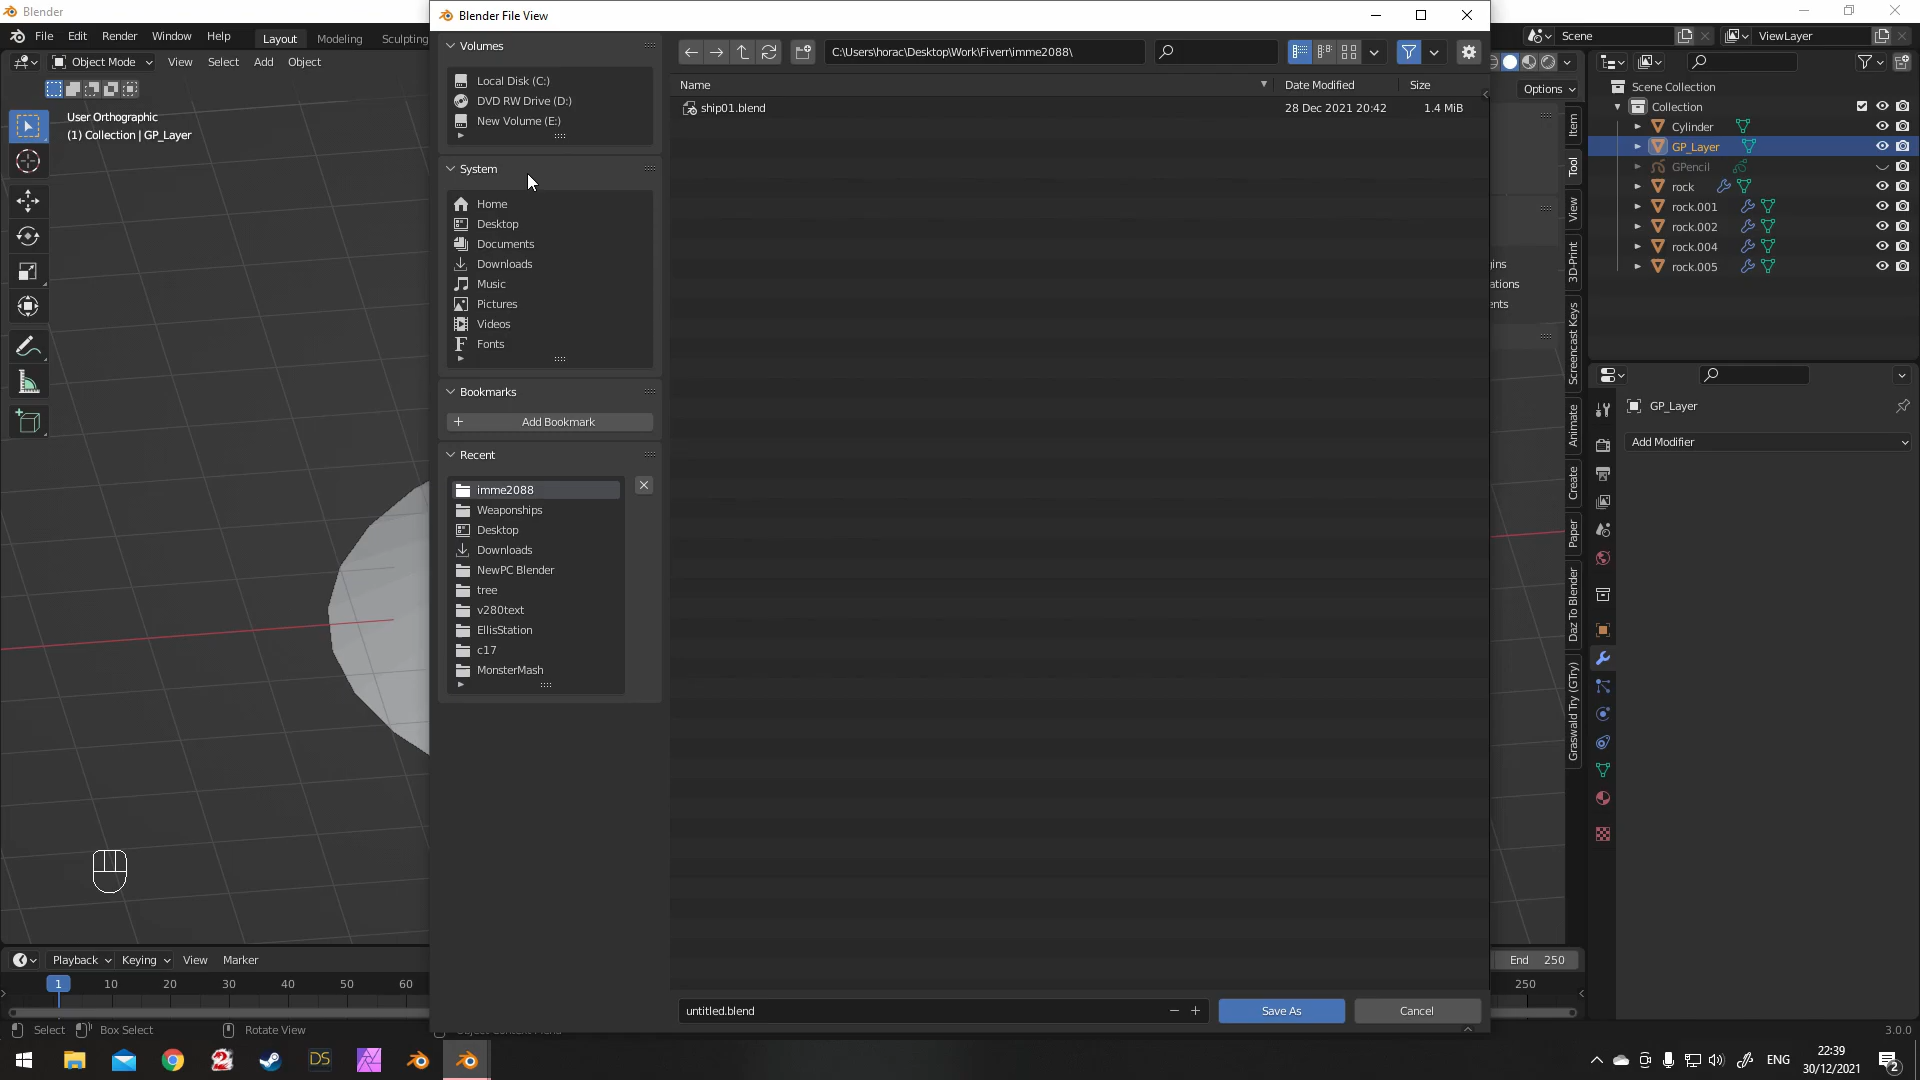 Blender
Blender File View
File Edit Render Window Help Layout Modeling Sculpting
Scene
ViewLayer
Object Mode View Select Add Object
User Orthographic
(1) Collection | GP_Layer
Volumes
Local Disk (C:)
DVD RW Drive (D:)
New Volume (E:)
System
Home
Desktop
Documents
Downloads
Music
Pictures
Videos
Fonts
Bookmarks
Add Bookmark
Recent
imme2088
Weaponships
Desktop
Downloads
NewPC Blender
tree
v280text
EllisStation
c17
MonsterMash
C:\Users\horac\Desktop\Work\Fiverr\imme2088\
Name Date Modified Size
ship01.blend 28 Dec 2021 20:42 1.4 MiB
untitled.blend
Save As
Cancel
Options
gins
ations
ents
Item
Tool
View
3D-Print
Screencast Keys
Animate
Create
Paper
Daz To Blender
Graswald Try (GTry)
Scene Collection
Collection
Cylinder
GP_Layer
GPencil
rock
rock.001
rock.002
rock.004
rock.005
GP_Layer
Add Modifier
Playback Keying View Marker
End 250
1 10 20 30 40 50 60 250
Select Box Select Rotate View
3.0.0
DS
ENG
22:39
30/12/2021
2